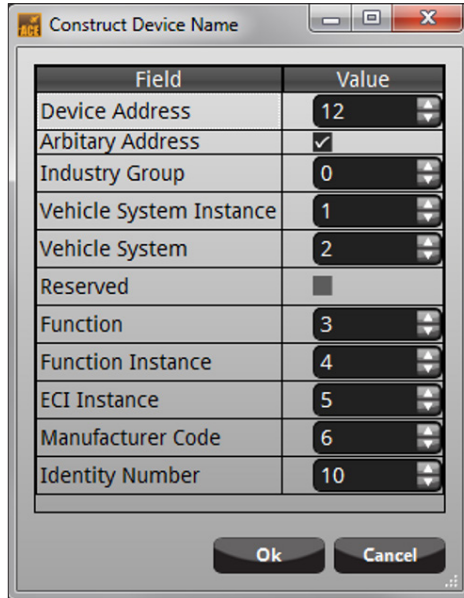 ACE Construct Device Name
Field Value
Device Address 12
Arbitary Address
Industry Group 0
Vehicle System Instance 1
Vehicle System 2
Reserved
Function 3
Function Instance 4
ECI Instance 5
Manufacturer Code 6
Identity Number 10
Ok Cancel